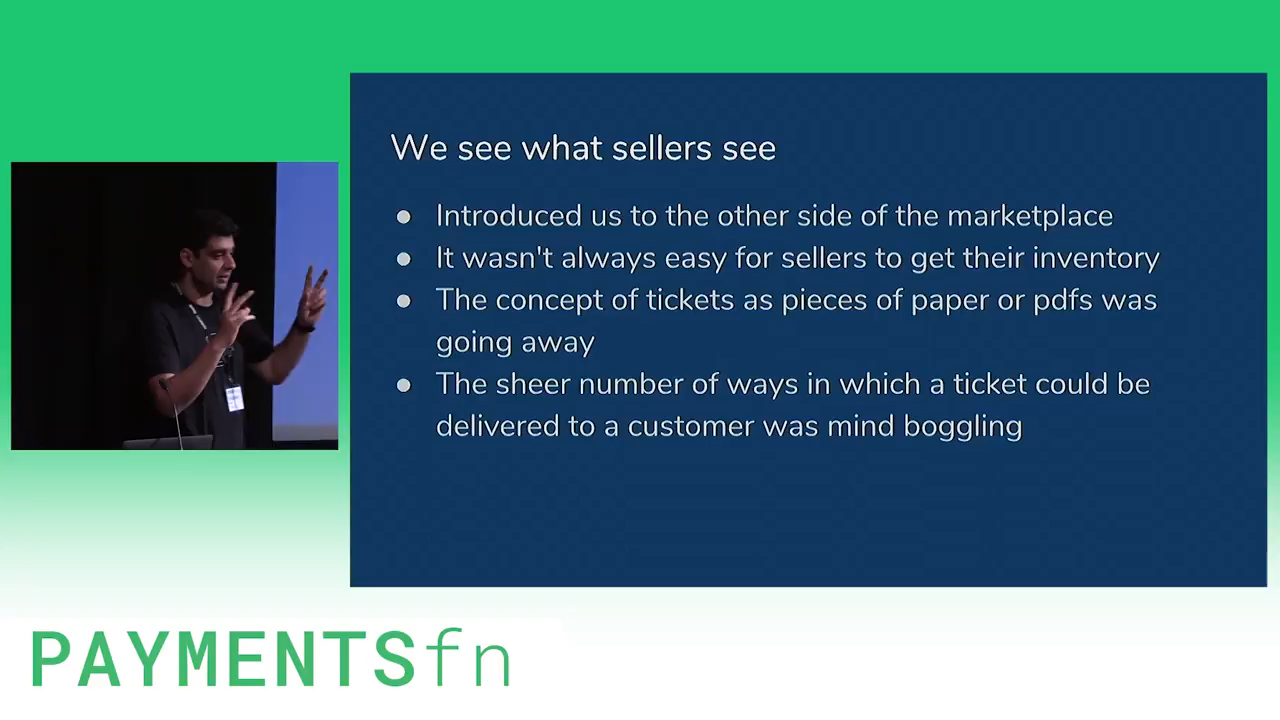 We see what sellers see
● Introduced us to the other side of the marketplace
● It wasn't always easy for sellers to get their inventory
● The concept of tickets as pieces of paper or pdfs was
going away
● The sheer number of ways in which a ticket could be
delivered to a customer was mind boggling
PAYMENTSfn